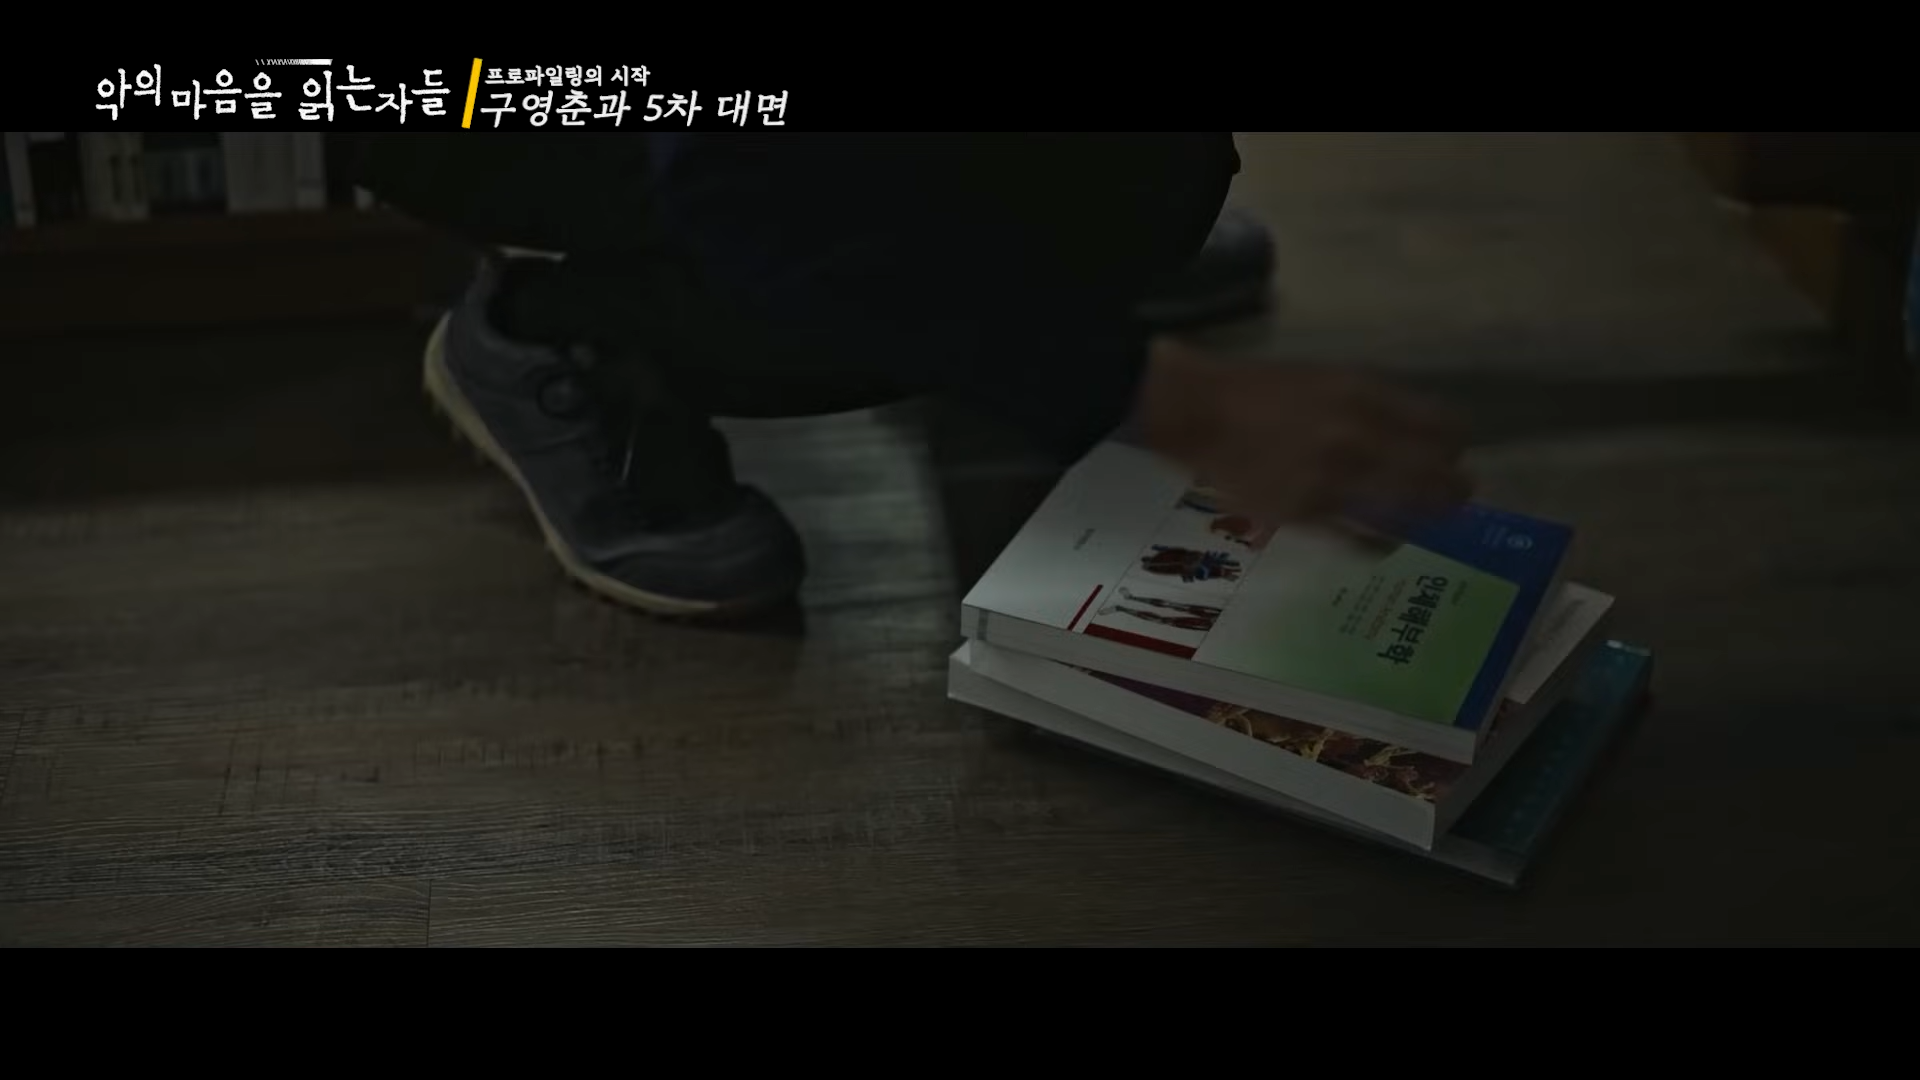 악의 마음을 읽는 자들
프로파일링의 시작
구영춘과 5차 대면
인체해부학